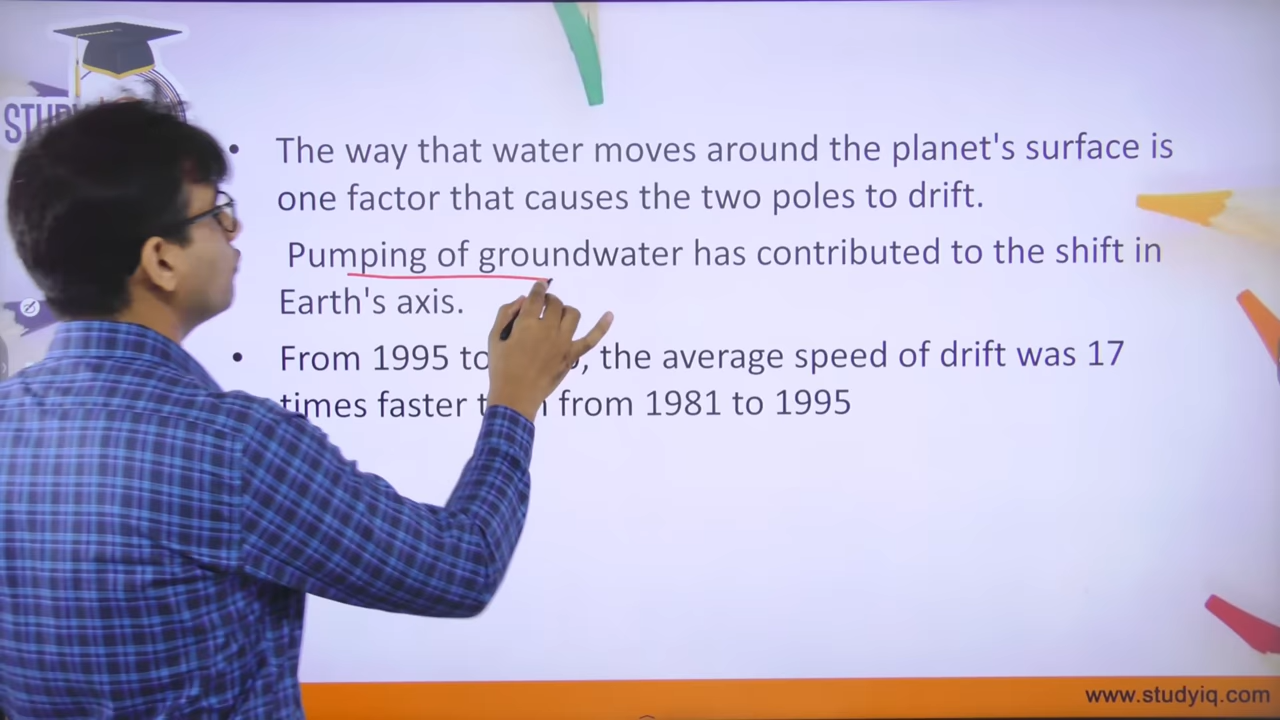 The way that water moves around the planet's surface is
one factor that causes the two poles to drift.
Pumping of groundwater has contributed to the shift in
Earth's axis.
From 1995 to , the average speed of drift was 17
times faster from 1981 to 1995
www.studyiq.com